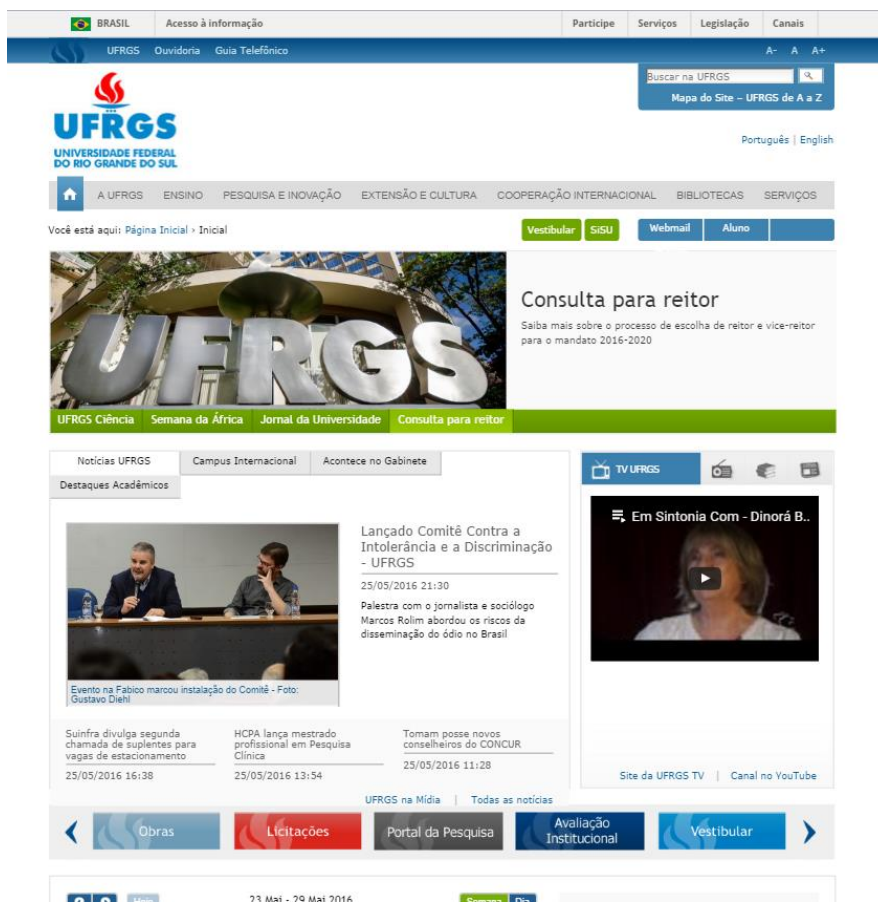 BRASIL Acesso à informação Participe Serviços Legislação Canais
UFRGS Ouvidoria Guia Telefônico A- A A+
Buscar na UFRGS
Mapa do Site – UFRGS de A a Z
UFRGS
UNIVERSIDADE FEDERAL
DO RIO GRANDE DO SUL
Português | English
A UFRGS ENSINO PESQUISA E INOVAÇÃO EXTENSÃO E CULTURA COOPERAÇÃO INTERNACIONAL BIBLIOTECAS SERVIÇOS
Você está aqui: Página Inicial › Inicial
Vestibular SiSU Webmail Aluno
UFRGS
Consulta para reitor
Saiba mais sobre o processo de escolha de reitor e vice-reitor
para o mandato 2016-2020
UFRGS Ciência Semana da África Jornal da Universidade Consulta para reitor
Notícias UFRGS Campus Internacional Acontece no Gabinete
Destaques Acadêmicos
Lançado Comitê Contra a
Intolerância e a Discriminação
- UFRGS
25/05/2016 21:30
Palestra com o jornalista e sociólogo
Marcos Rolim abordou os riscos da
disseminação do ódio no Brasil
Evento na Fabico marcou instalação do Comitê - Foto:
Gustavo Diehl
Suinfra divulga segunda
chamada de suplentes para
vagas de estacionamento
25/05/2016 16:38
HCPA lança mestrado
profissional em Pesquisa
Clínica
25/05/2016 13:54
Tomam posse novos
conselheiros do CONCUR
25/05/2016 11:28
UFRGS na Mídia | Todas as notícias
TV UFRGS
Em Sintonia Com - Dinorá B..
Site da UFRGS TV | Canal no YouTube
Obras
Licitações
Portal da Pesquisa
Avaliação
Institucional
Vestibular
Hoje 23 Mai - 29 Mai 2016 Semana Dia